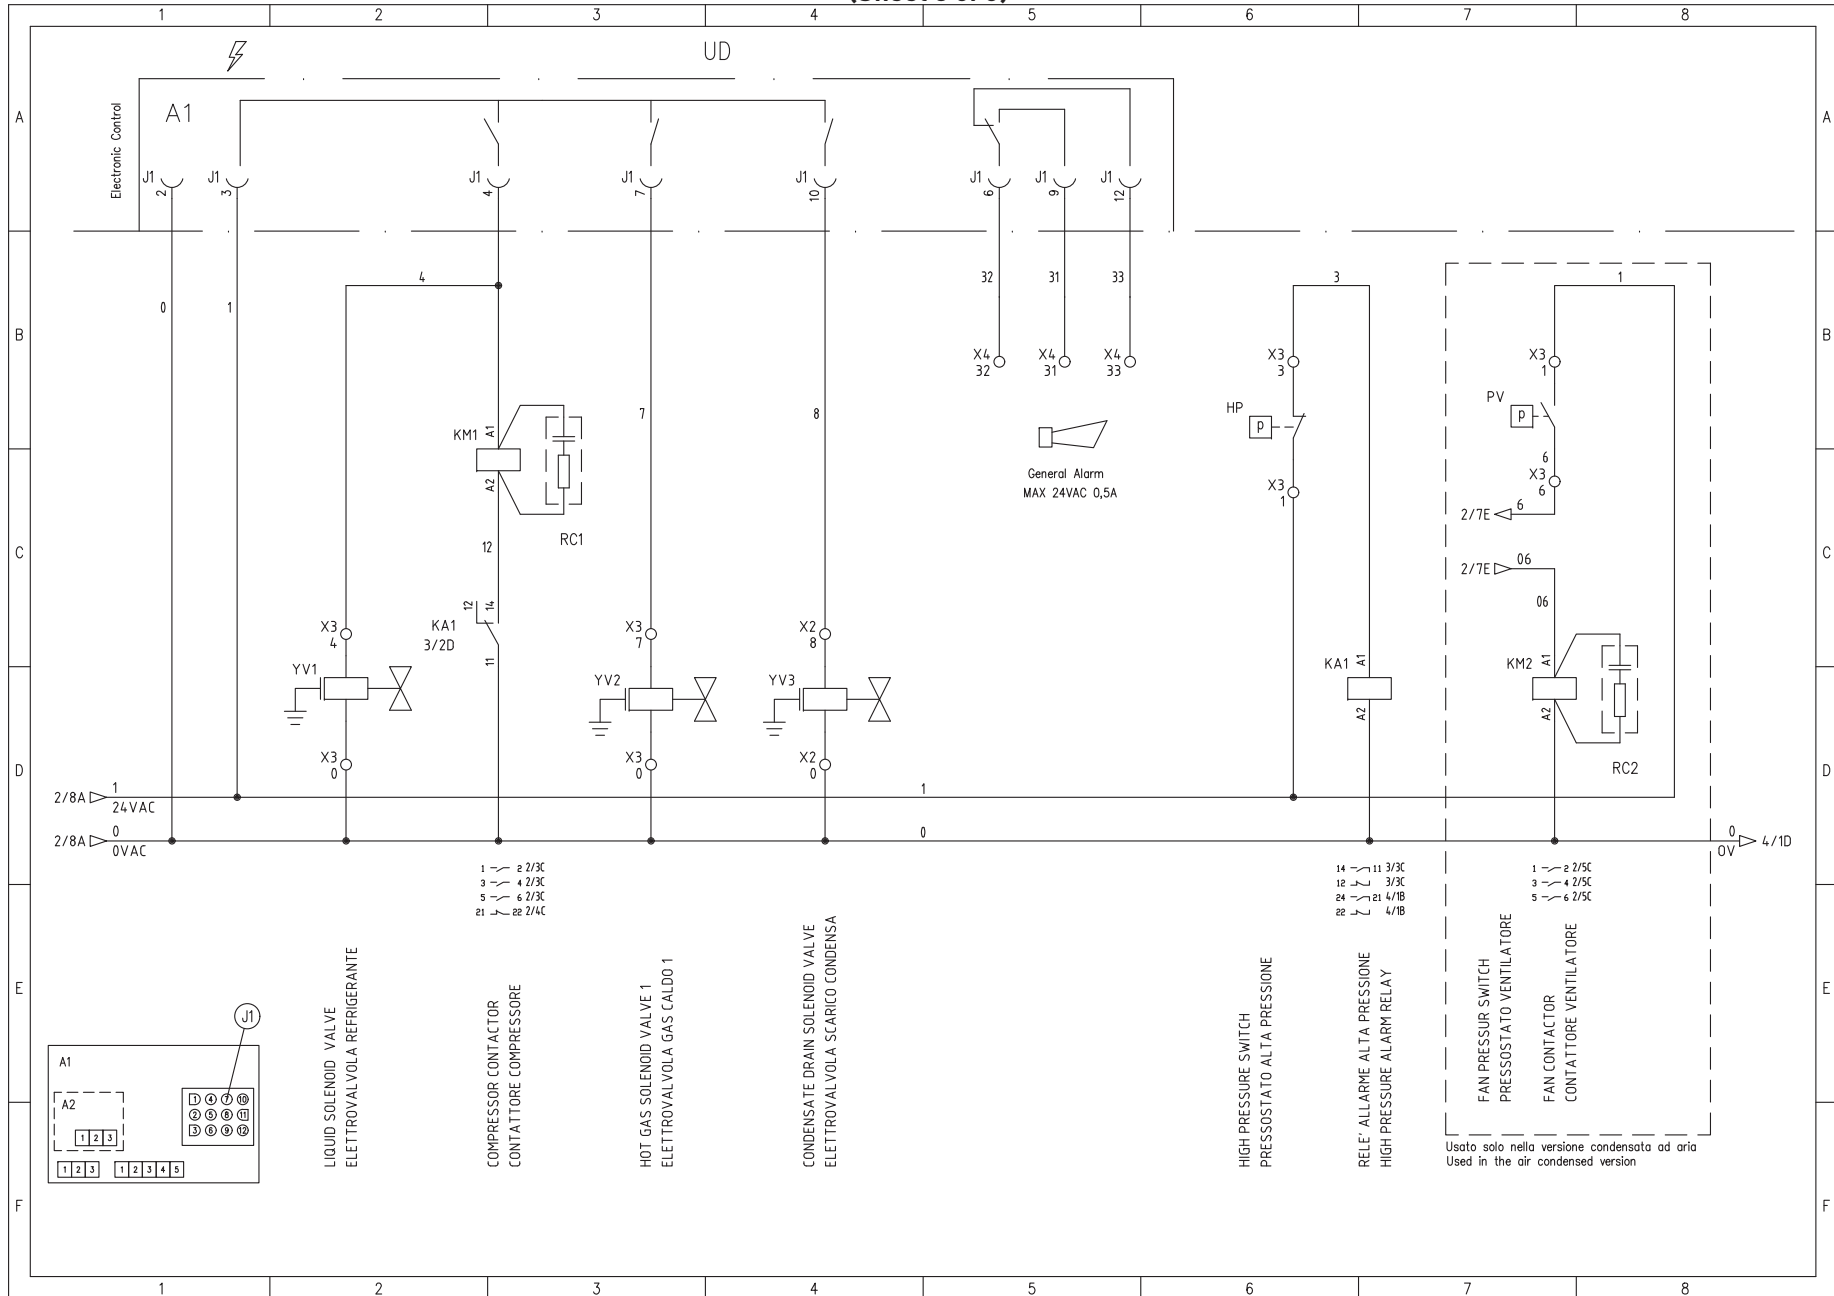 1 2 3 4 5 6 7 8
UD
A A
Electronic Control
A1
J1 J1 J1 J1 J1 J1 J1 J1
2 3 4 7 10 6 9 12
4 32 31 33 3 1
0 1
B B
X4 X4 X4 X3 X3
32 31 33 3 1
7 8
KM1 A1
A2
RC1
HP
p
PV
p
General Alarm
MAX 24VAC 0,5A
X3
1
6
X3
6
2/7E 6
C C
12
2/7E 06
06
12 14
KA1
3/2D
11
X3
4
X3
7
X2
8
YV1
YV2
YV3
KA1 A1
A2
KM2 A1
A2
RC2
X3
0
X3
0
X2
0
D D
2/8A 1
24VAC
1
2/8A 0
0VAC
0
0
0V 4/1D
1 2 2/3C
3 4 2/3C
5 6 2/3C
21 22 2/4C
14 11 3/3C
12 3/3C
24 21 4/1B
22 4/1B
1 2 2/5C
3 4 2/5C
5 6 2/5C
E E
LIQUID SOLENOID VALVE
ELETTROVALVOLA REFRIGERANTE
COMPRESSOR CONTACTOR
CONTATTORE COMPRESSORE
HOT GAS SOLENOID VALVE 1
ELETTROVALVOLA GAS CALDO 1
CONDENSATE DRAIN SOLENOID VALVE
ELETTROVALVOLA SCARICO CONDENSA
HIGH PRESSURE SWITCH
PRESSOSTATO ALTA PRESSIONE
RELE' ALLARME ALTA PRESSIONE
HIGH PRESSURE ALARM RELAY
FAN PRESSUR SWITCH
PRESSOSTATO VENTILATORE
FAN CONTACTOR
CONTATTORE VENTILATORE
Usato solo nella versione condensata ad aria
Used in the air condensed version
J1
A1
A2
1 4 7 10
2 5 8 11
3 6 9 12
1 2 3
1 2 3 1 2 3 4 5
F F
1 2 3 4 5 6 7 8